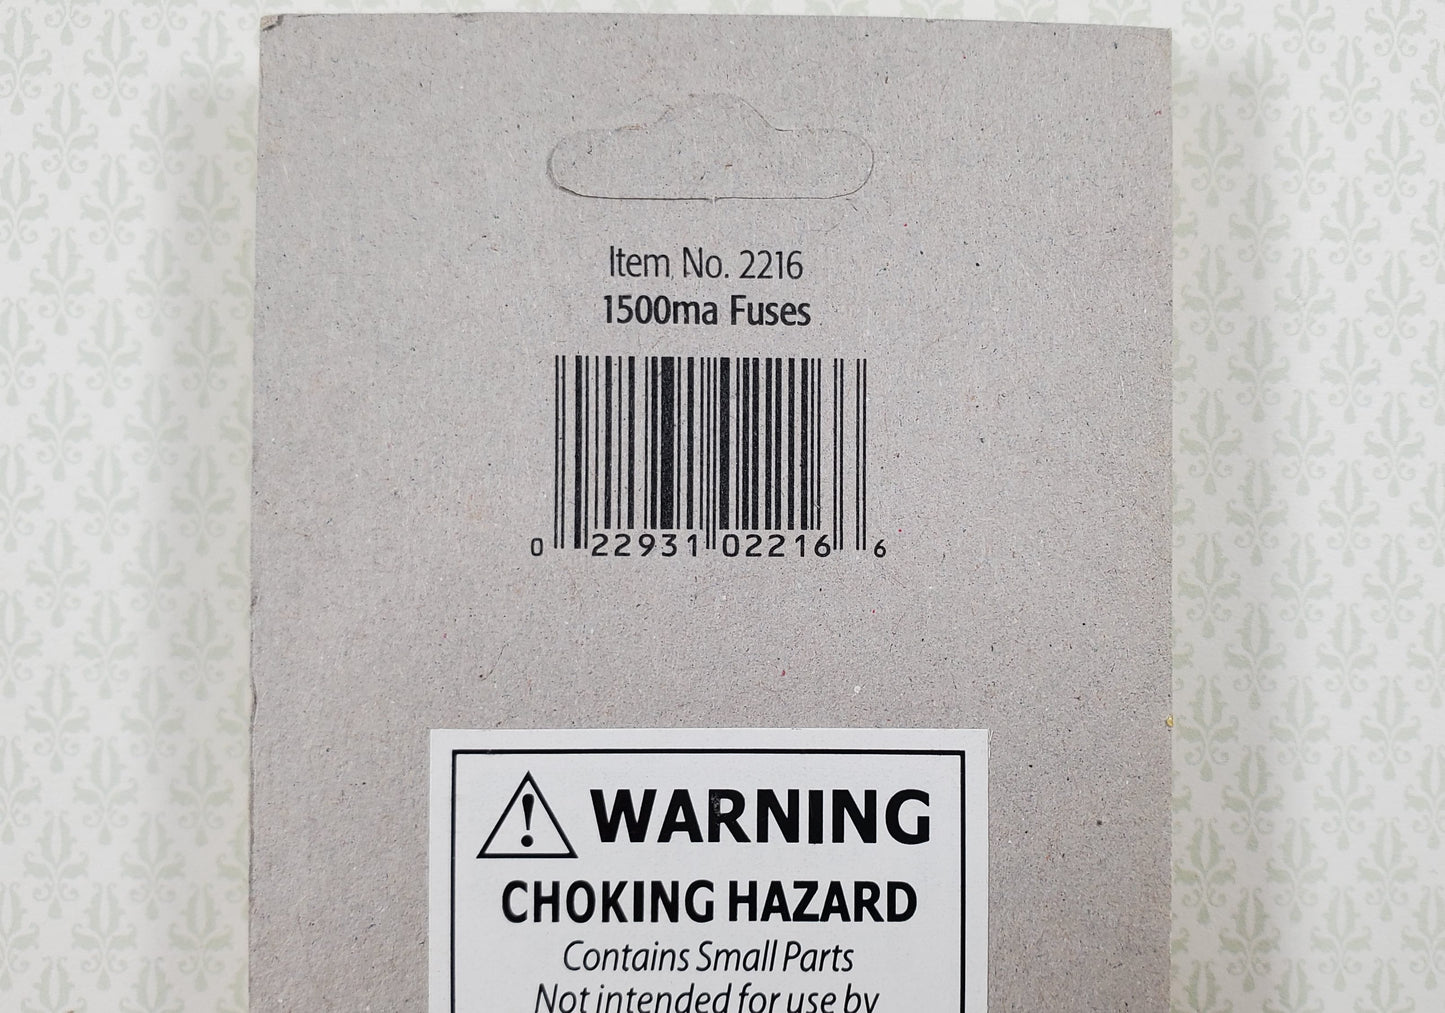 Item No. 2216
1500ma Fuses
0 22931 02216 6
WARNING
CHOKING HAZARD
Contains Small Parts
Not intended for use by